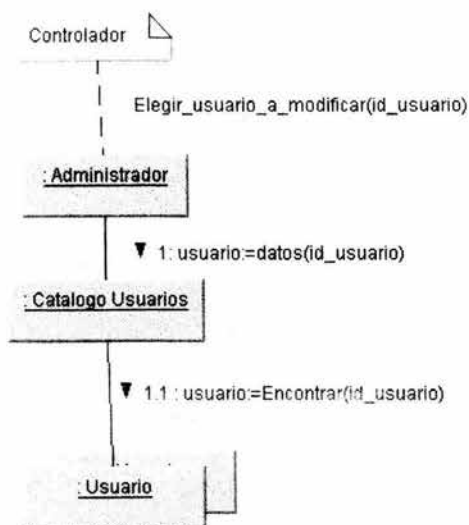 Controlador
Elegir_usuario_a_modificar(id_usuario)
: Administrador
1: usuario:=datos(id_usuario)
: Catalogo Usuarios
1.1 : usuario:=Encontrar(id_usuario)
: Usuario